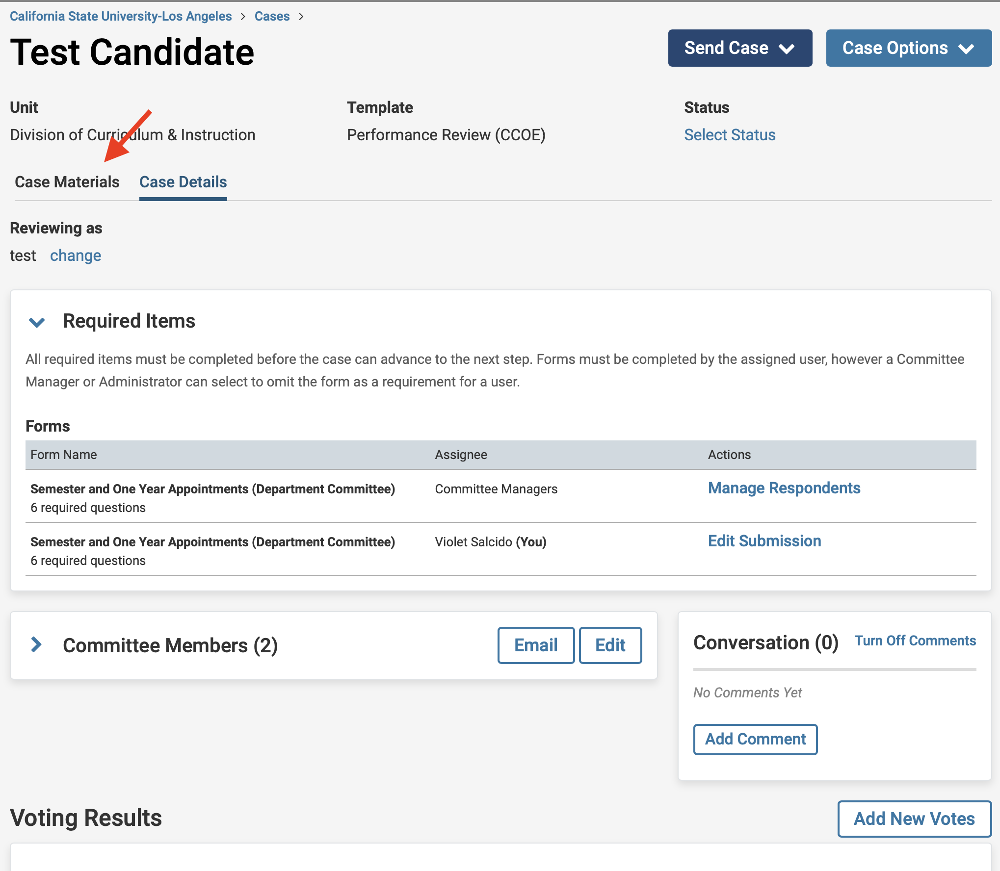 California State University-Los Angeles > Cases >
Test Candidate
Send Case
Case Options
Unit
Division of Curriculum & Instruction
Template
Performance Review (CCOE)
Status
Select Status
Case Materials
Case Details
Reviewing as
test change
Required Items
All required items must be completed before the case can advance to the next step. Forms must be completed by the assigned user, however a Committee
Manager or Administrator can select to omit the form as a requirement for a user.
Forms
Form Name Assignee Actions
Semester and One Year Appointments (Department Committee) Committee Managers Manage Respondents
6 required questions
Semester and One Year Appointments (Department Committee) Violet Salcido (You) Edit Submission
6 required questions
Committee Members (2)
Email
Edit
Conversation (0) Turn Off Comments
No Comments Yet
Add Comment
Voting Results
Add New Votes